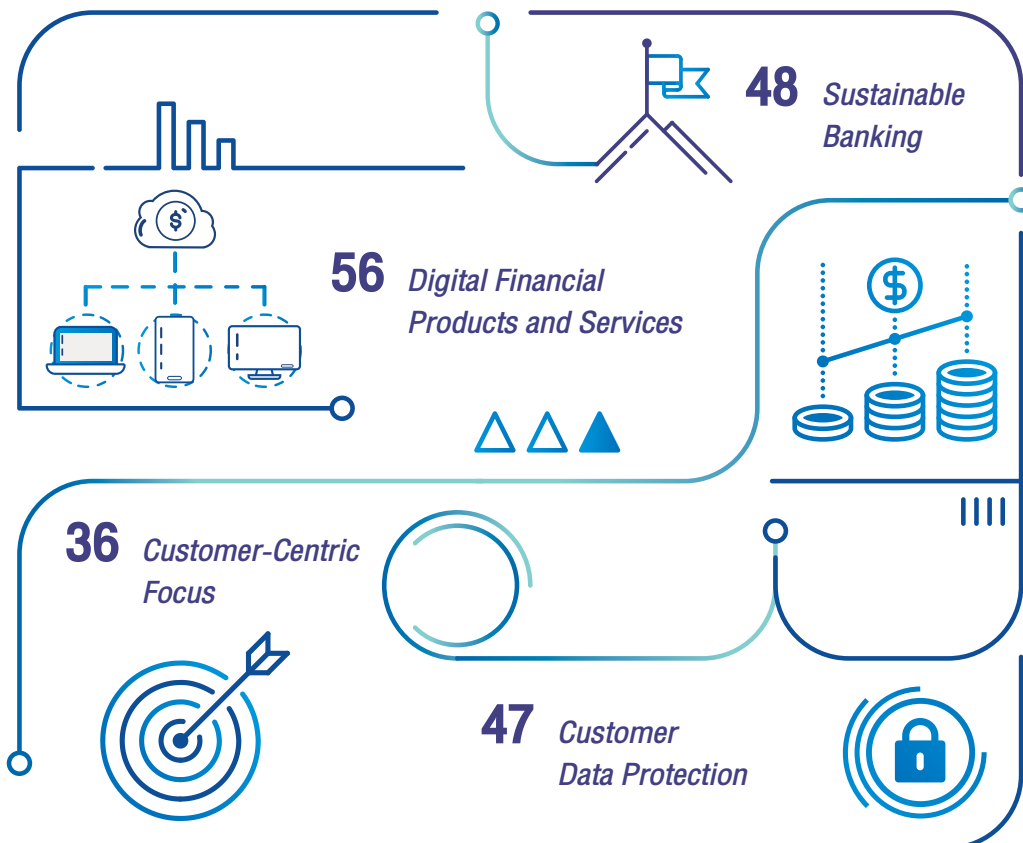 48 Sustainable
Banking
$
56 Digital Financial
Products and Services
$
36 Customer-Centric
Focus
47 Customer
Data Protection